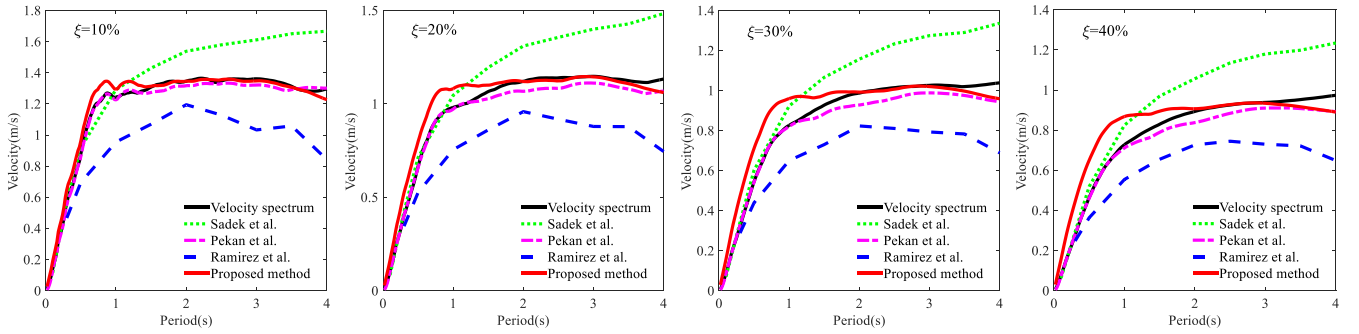 1.8
1.6
1.4
1.2
1
0.8
0.6
0.4
0.2
0
Velocity(m/s)
ξ=10%
Velocity spectrum
Sadek et al.
Pekan et al.
Ramirez et al.
Proposed method
0 1 2 3 4
Period(s)
1.5
1
0.5
0
Velocity(m/s)
ξ=20%
Velocity spectrum
Sadek et al.
Pekan et al.
Ramirez et al.
Proposed method
0 1 2 3 4
Period(s)
1.4
1.2
1
0.8
0.6
0.4
0.2
0
Velocity(m/s)
ξ=30%
Velocity spectrum
Sadek et al.
Pekan et al.
Ramirez et al.
Proposed method
0 1 2 3 4
Period(s)
1.4
1.2
1
0.8
0.6
0.4
0.2
0
Velocity(m/s)
ξ=40%
Velocity spectrum
Sadek et al.
Pekan et al.
Ramirez et al.
Proposed method
0 1 2 3 4
Period(s)